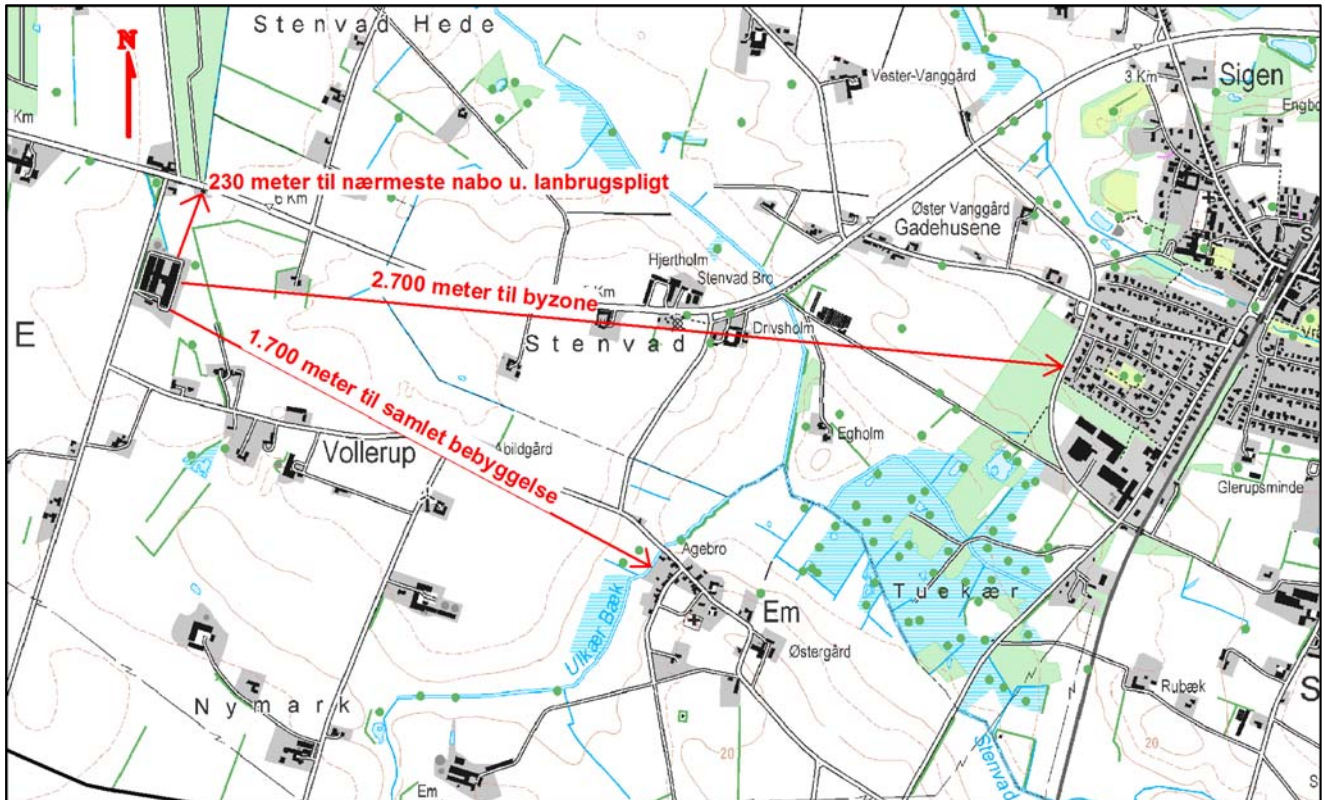 Stenvad Hede
N
Vester-Vanggård
3 Km
Sigen
Engbo
Km
230 meter til nærmeste nabo u. lanbrugspligt
6 Km
Øster Vanggård
Gadehusene
S
Hjertholm
Stenvad Bro
2.700 meter til byzone
Km
Drivsholm
Stenvad
E
Vra
1.700 meter til samlet bebyggelse
Egholm
Vollerup
Abildgård
Glerupsminde
Agebro
Tuekær
Em
Ulkær Bæk
Østergård
Rubæk
S
Nymark
Stenvad
20
20
Em
S